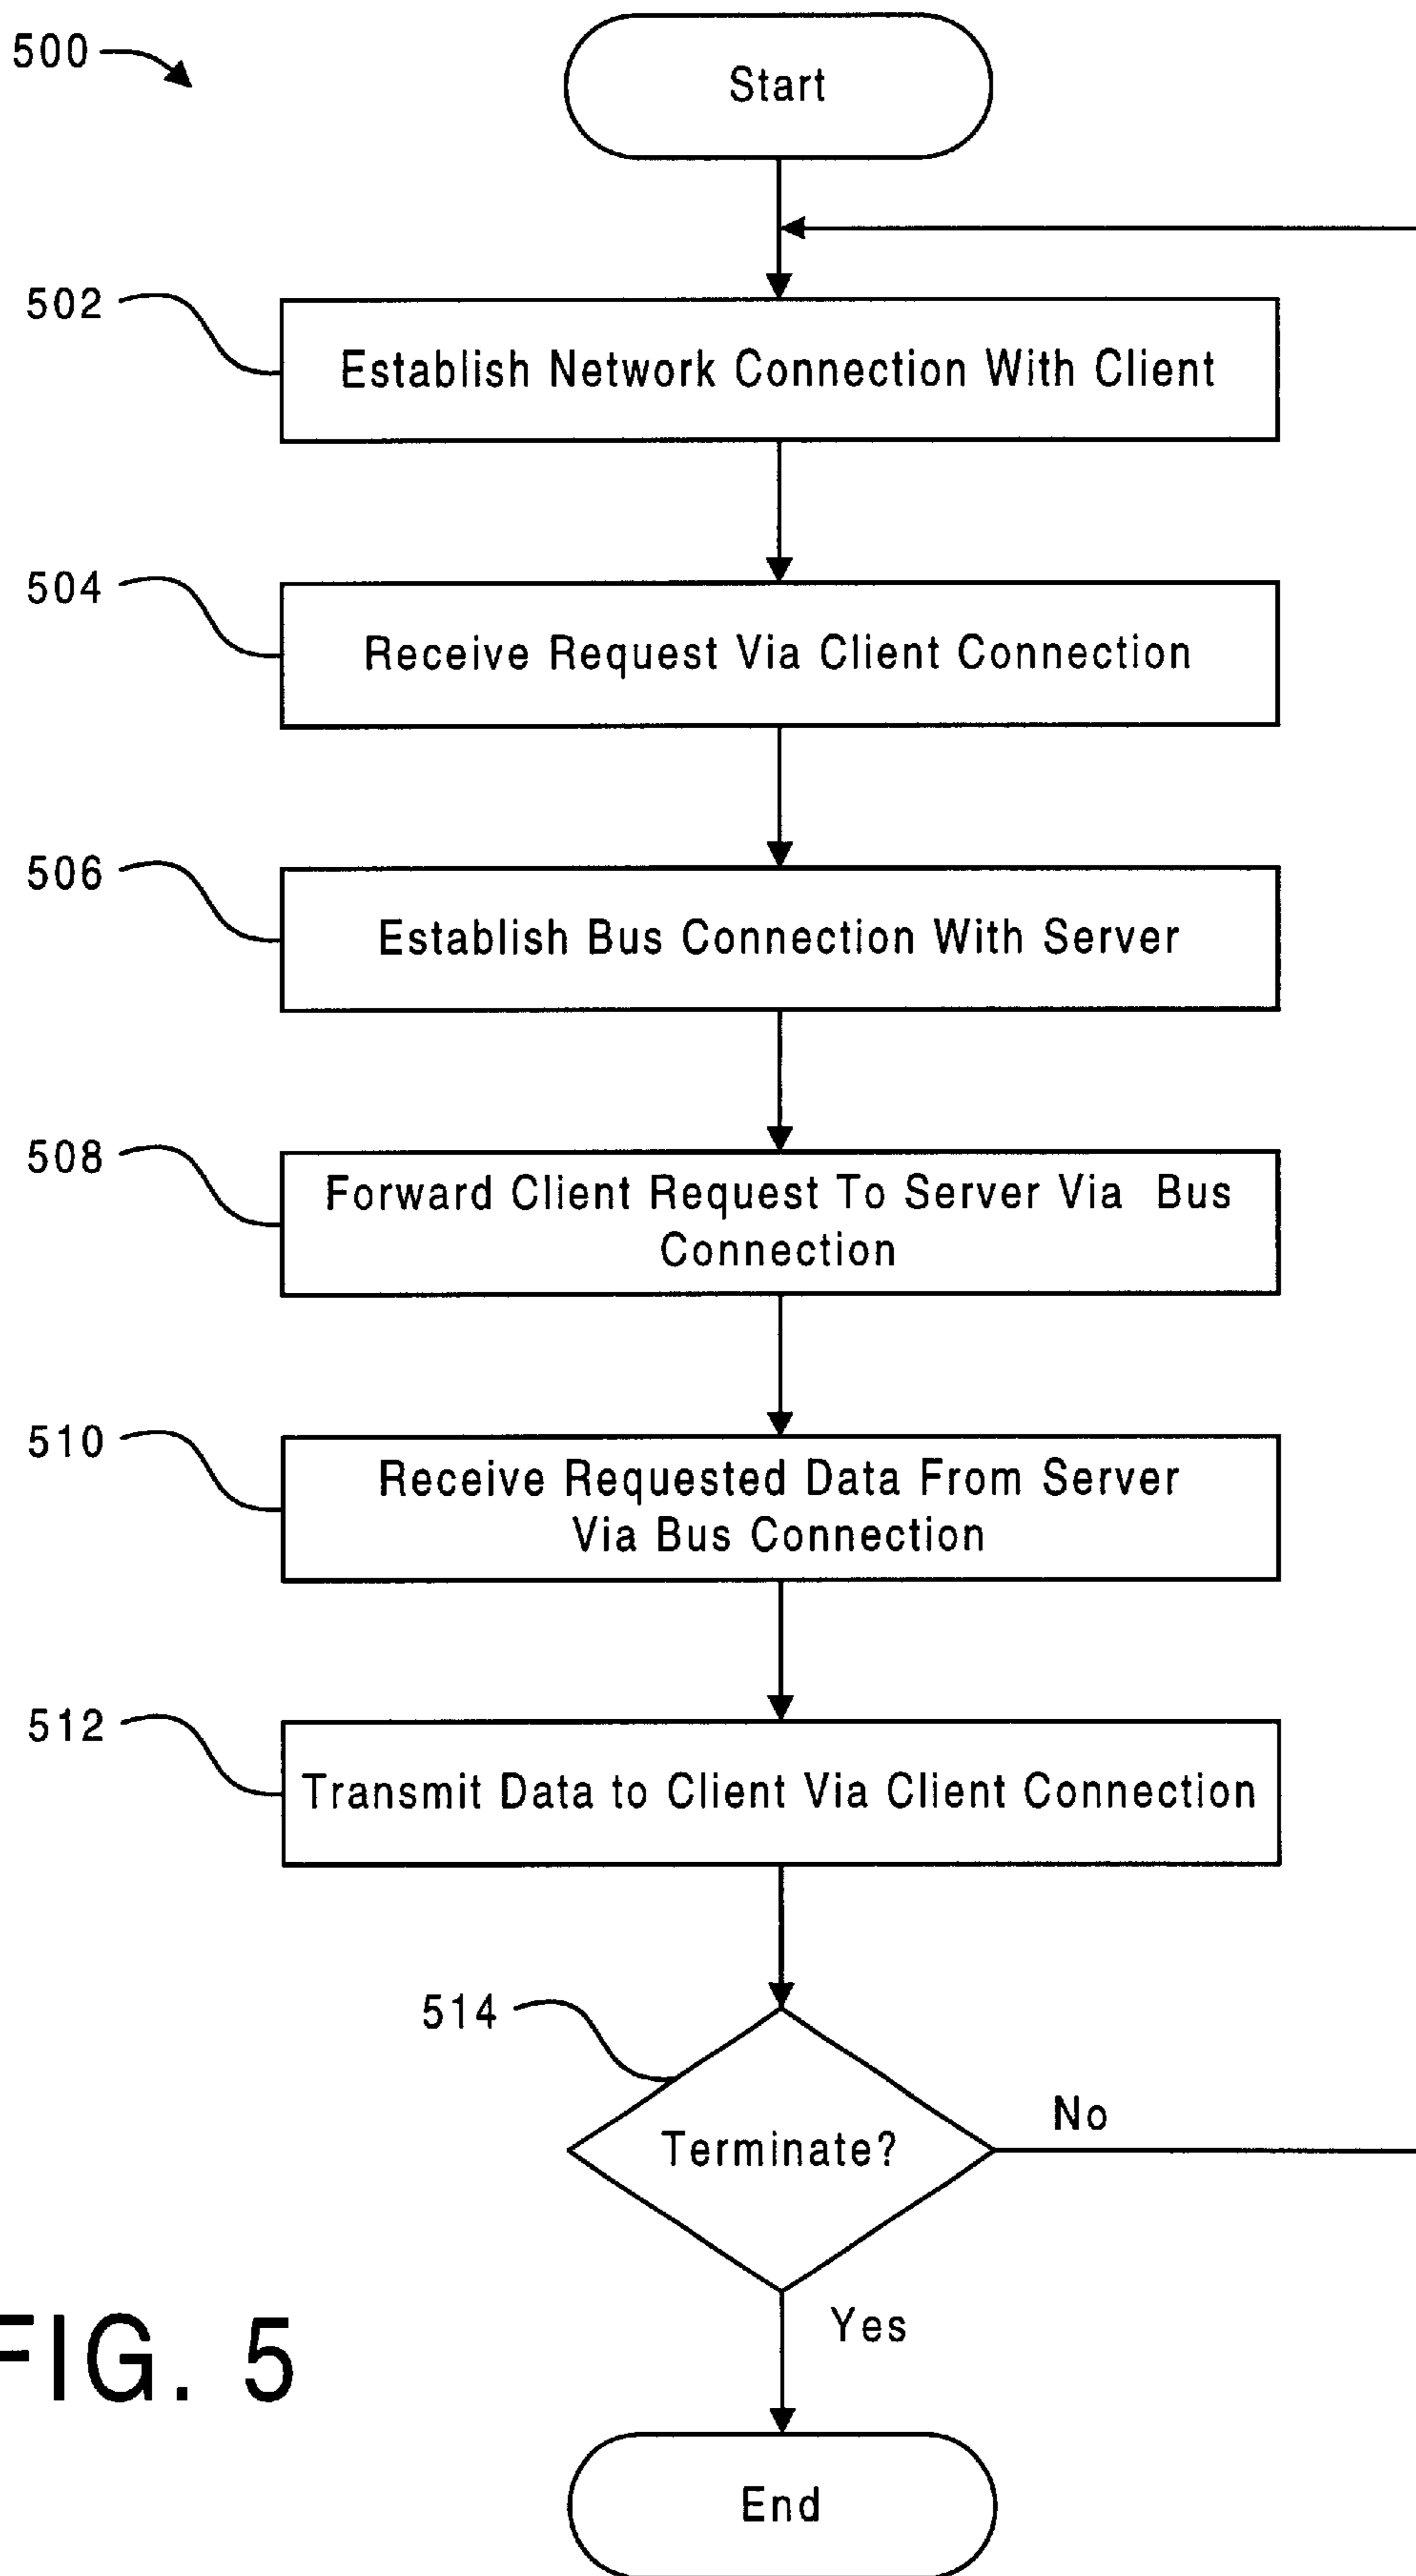 500
Start
502
Establish Network Connection With Client
504
Receive Request Via Client Connection
506
Establish Bus Connection With Server
508
Forward Client Request To Server Via Bus
Connection
510
Receive Requested Data From Server
Via Bus Connection
512
Transmit Data to Client Via Client Connection
514
Terminate?
No
Yes
FIG. 5
End